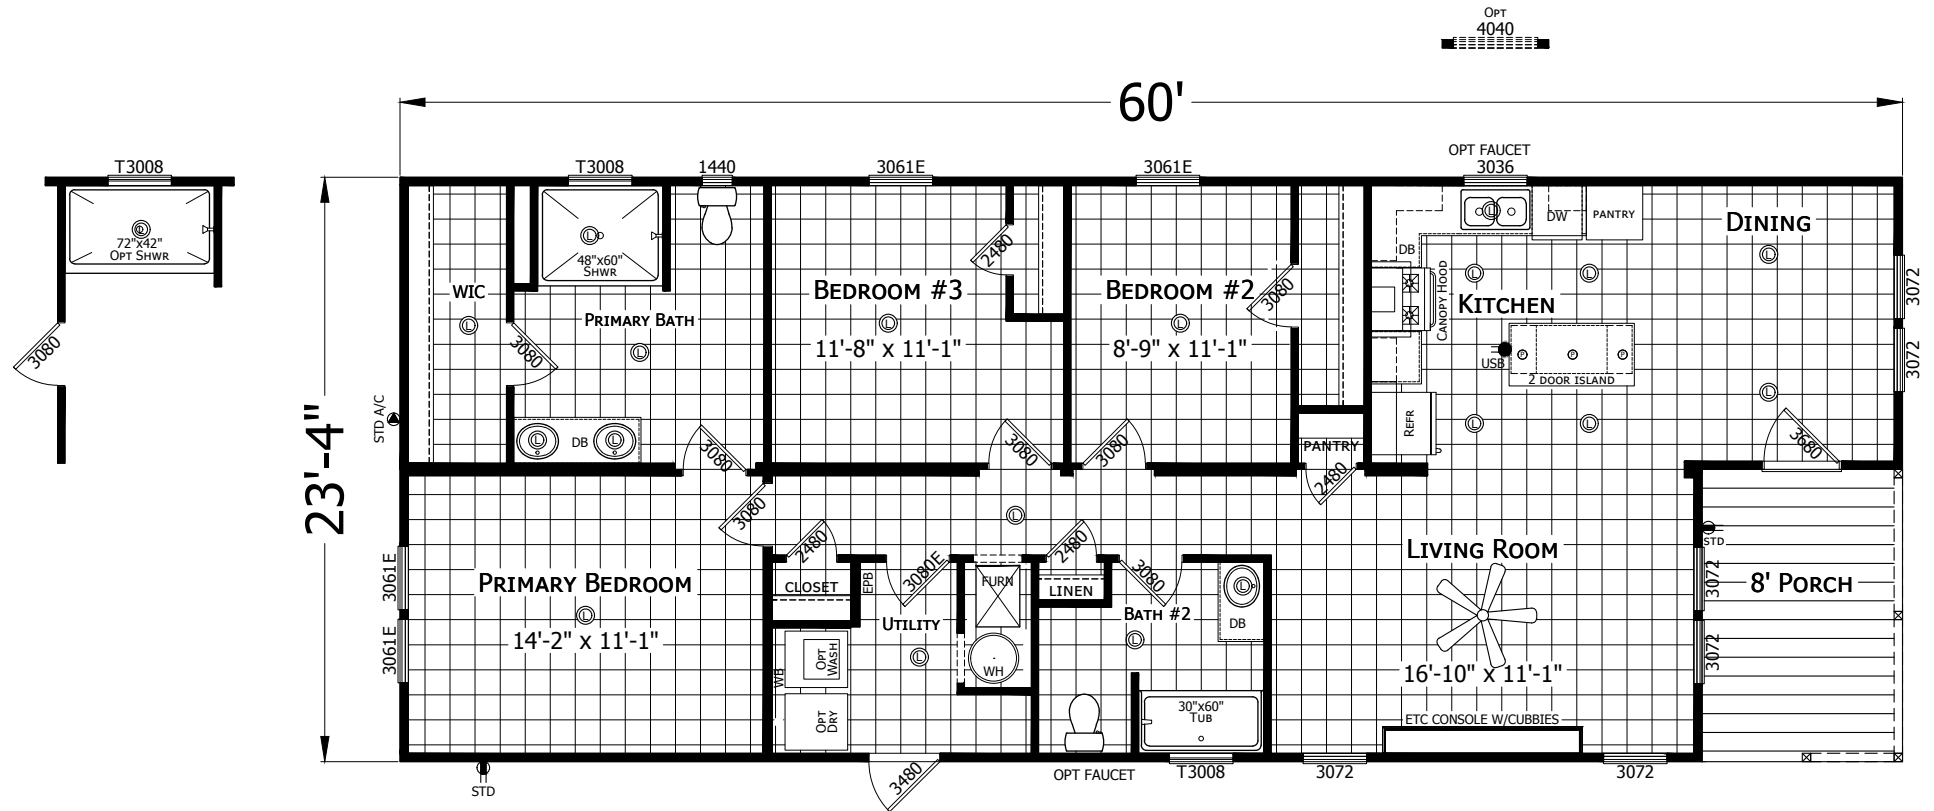 OPT
4040
60'
23'-4"
T3008
72"x42"
OPT SHWR
3080
T3008
1440
3061E
3061E
OPT FAUCET
3036
48"x60"
SHWR
WIC
PRIMARY BATH
3080
DB
3080
STD A/C
BEDROOM #3
11'-8" x 11'-1"
2480
3080
BEDROOM #2
8'-9" x 11'-1"
3080
3080
DW
PANTRY
DB
CANOPY HOOD
KITCHEN
DINING
USB
P
P
P
2 DOOR ISLAND
REFR
PANTRY
2480
3072
3072
3680
3061E
3061E
PRIMARY BEDROOM
14'-2" x 11'-1"
3080
2480
CLOSET
EPB
3080E
UTILITY
WB
OPT
WASH
OPT
DRY
FURN
WH
3480
2480
LINEN
3080
BATH #2
DB
30"x60"
TUB
LIVING ROOM
16'-10" x 11'-1"
ETC CONSOLE W/CUBBIES
STD
3072
3072
8' PORCH
STD
OPT FAUCET
T3008
3072
3072